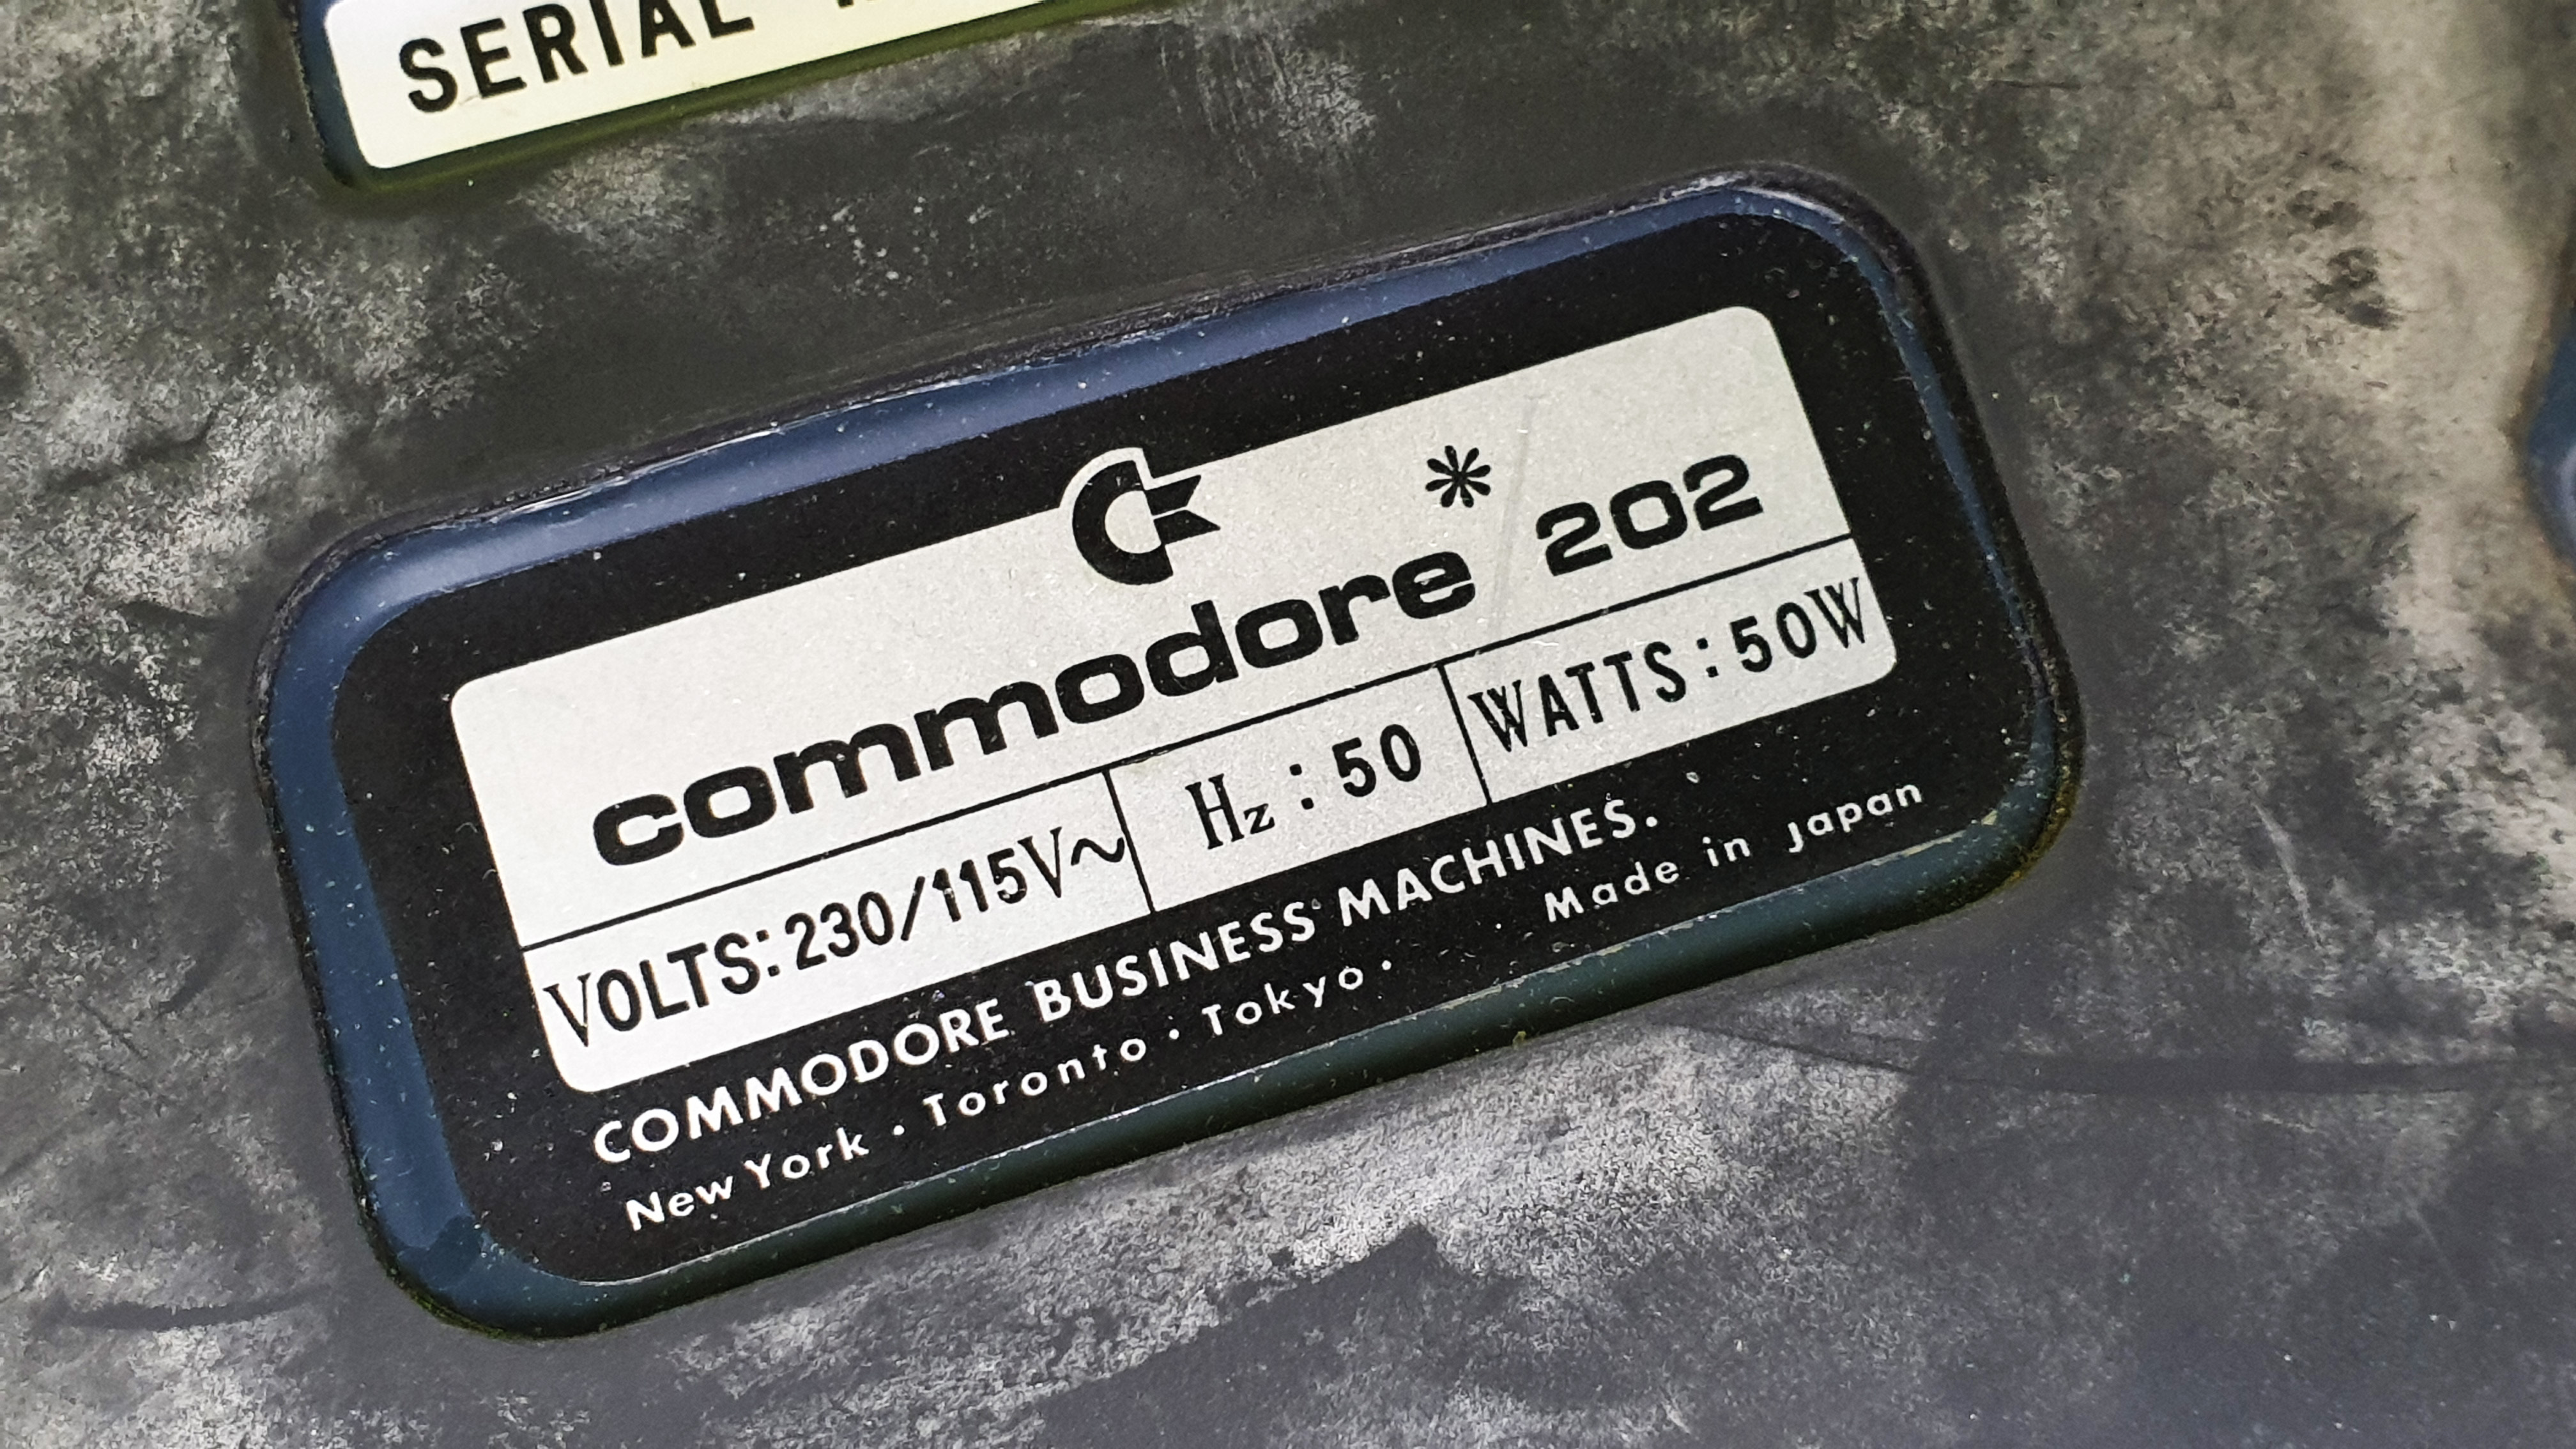 SERIAL
*
commodore 202
VOLTS: 230/115V~ Hz : 50 WATTS : 50W
COMMODORE BUSINESS MACHINES.
New York · Toronto · Tokyo · Made in Japan